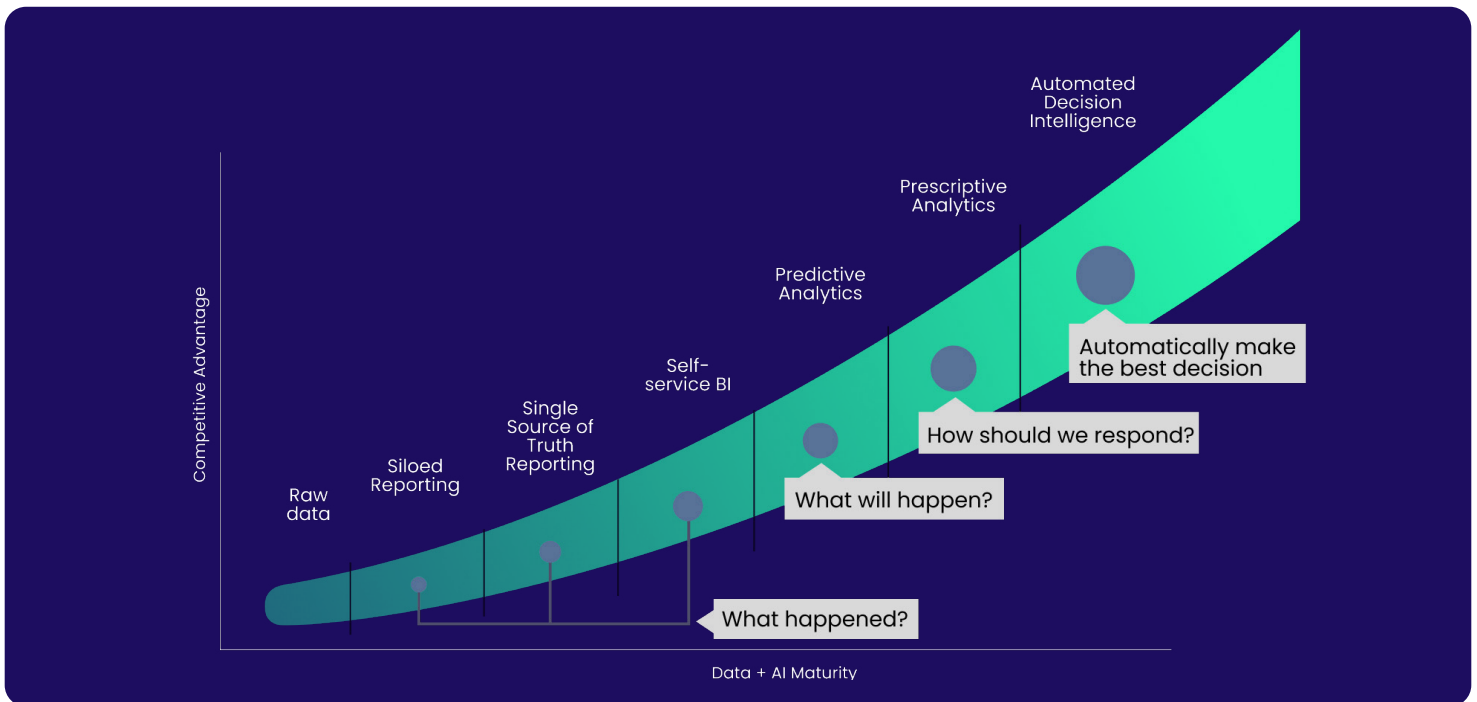 Automated
Decision
Intelligence
Prescriptive
Analytics
Predictive
Analytics
Self-
service BI
Single
Source of
Truth
Reporting
Siloed
Reporting
Raw
data
Competitive Advantage
Automatically make
the best decision
How should we respond?
What will happen?
What happened?
Data + AI Maturity